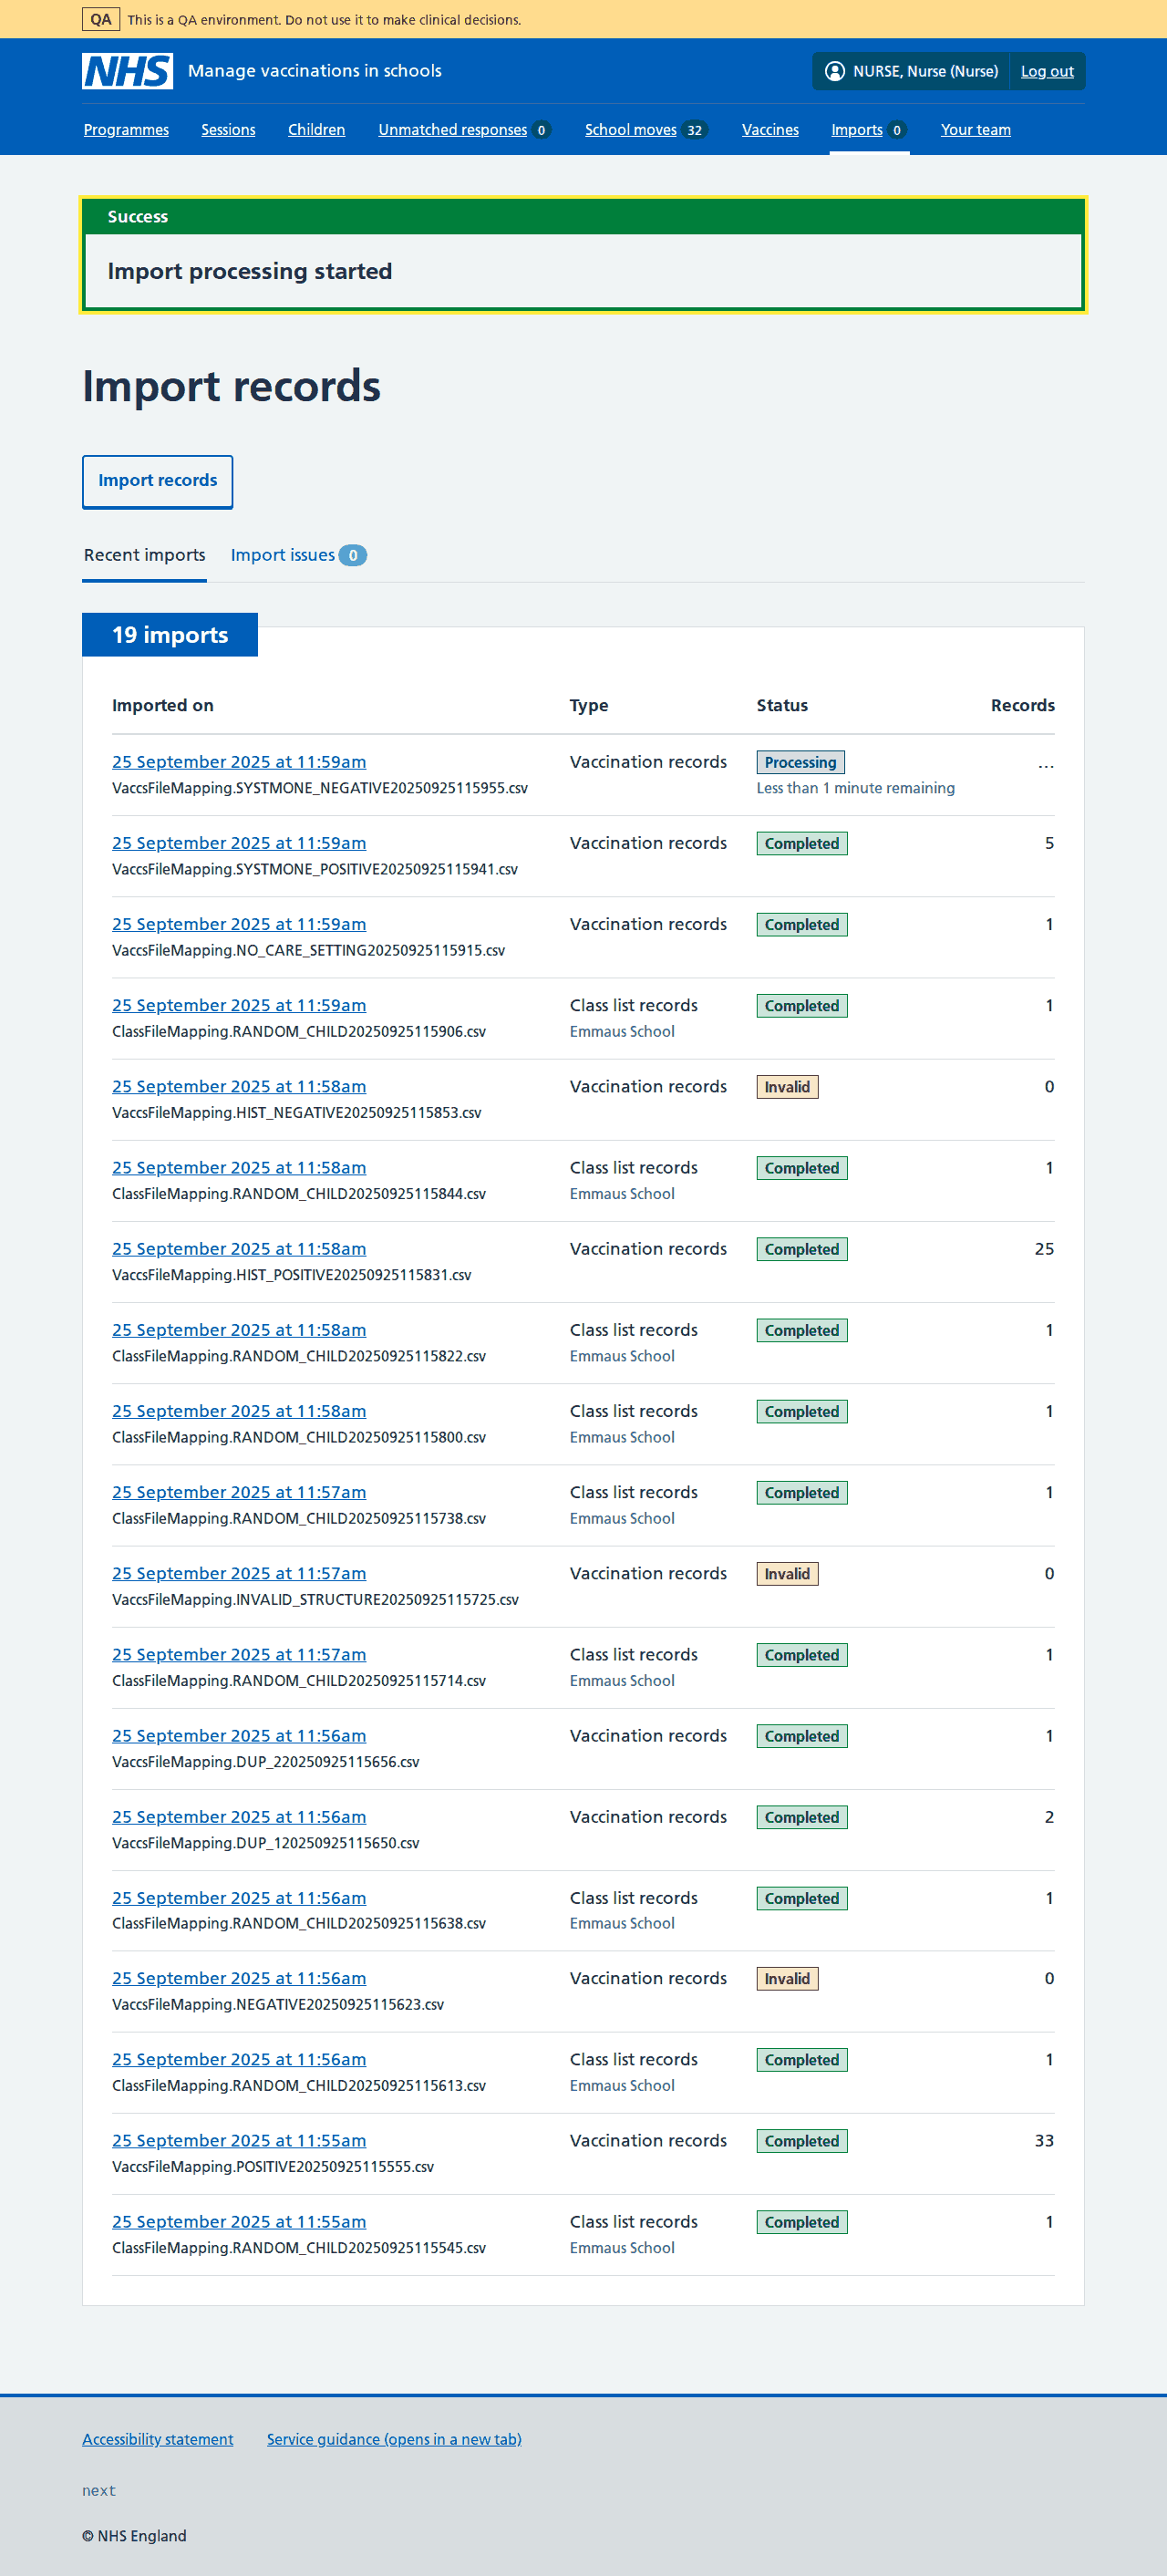 QA This is a QA environment. Do not use it to make clinical decisions.
NHS Manage vaccinations in schools NURSE, Nurse (Nurse) Log out
Programmes Sessions Children Unmatched responses 0 School moves 32 Vaccines Imports 0 Your team
Success
Import processing started
Import records
Import records
Recent imports Import issues 0
19 imports
Imported on Type Status Records
25 September 2025 at 11:59am Vaccination records Processing ...
VaccsFileMapping.SYSTMONE_NEGATIVE20250925115955.csv Less than 1 minute remaining
25 September 2025 at 11:59am Vaccination records Completed 5
VaccsFileMapping.SYSTMONE_POSITIVE20250925115941.csv
25 September 2025 at 11:59am Vaccination records Completed 1
VaccsFileMapping.NO_CARE_SETTING20250925115915.csv
25 September 2025 at 11:59am Class list records Completed 1
ClassFileMapping.RANDOM_CHILD20250925115906.csv Emmaus School
25 September 2025 at 11:58am Vaccination records Invalid 0
VaccsFileMapping.HIST_NEGATIVE20250925115853.csv
25 September 2025 at 11:58am Class list records Completed 1
ClassFileMapping.RANDOM_CHILD20250925115844.csv Emmaus School
25 September 2025 at 11:58am Vaccination records Completed 25
VaccsFileMapping.HIST_POSITIVE20250925115831.csv
25 September 2025 at 11:58am Class list records Completed 1
ClassFileMapping.RANDOM_CHILD20250925115822.csv Emmaus School
25 September 2025 at 11:58am Class list records Completed 1
ClassFileMapping.RANDOM_CHILD20250925115800.csv Emmaus School
25 September 2025 at 11:57am Class list records Completed 1
ClassFileMapping.RANDOM_CHILD20250925115738.csv Emmaus School
25 September 2025 at 11:57am Vaccination records Invalid 0
VaccsFileMapping.INVALID_STRUCTURE20250925115725.csv
25 September 2025 at 11:57am Class list records Completed 1
ClassFileMapping.RANDOM_CHILD20250925115714.csv Emmaus School
25 September 2025 at 11:56am Vaccination records Completed 1
VaccsFileMapping.DUP_220250925115656.csv
25 September 2025 at 11:56am Vaccination records Completed 2
VaccsFileMapping.DUP_120250925115650.csv
25 September 2025 at 11:56am Class list records Completed 1
ClassFileMapping.RANDOM_CHILD20250925115638.csv Emmaus School
25 September 2025 at 11:56am Vaccination records Invalid 0
VaccsFileMapping.NEGATIVE20250925115623.csv
25 September 2025 at 11:56am Class list records Completed 1
ClassFileMapping.RANDOM_CHILD20250925115613.csv Emmaus School
25 September 2025 at 11:55am Vaccination records Completed 33
VaccsFileMapping.POSITIVE20250925115555.csv
25 September 2025 at 11:55am Class list records Completed 1
ClassFileMapping.RANDOM_CHILD20250925115545.csv Emmaus School
Accessibility statement Service guidance (opens in a new tab)
next
© NHS England